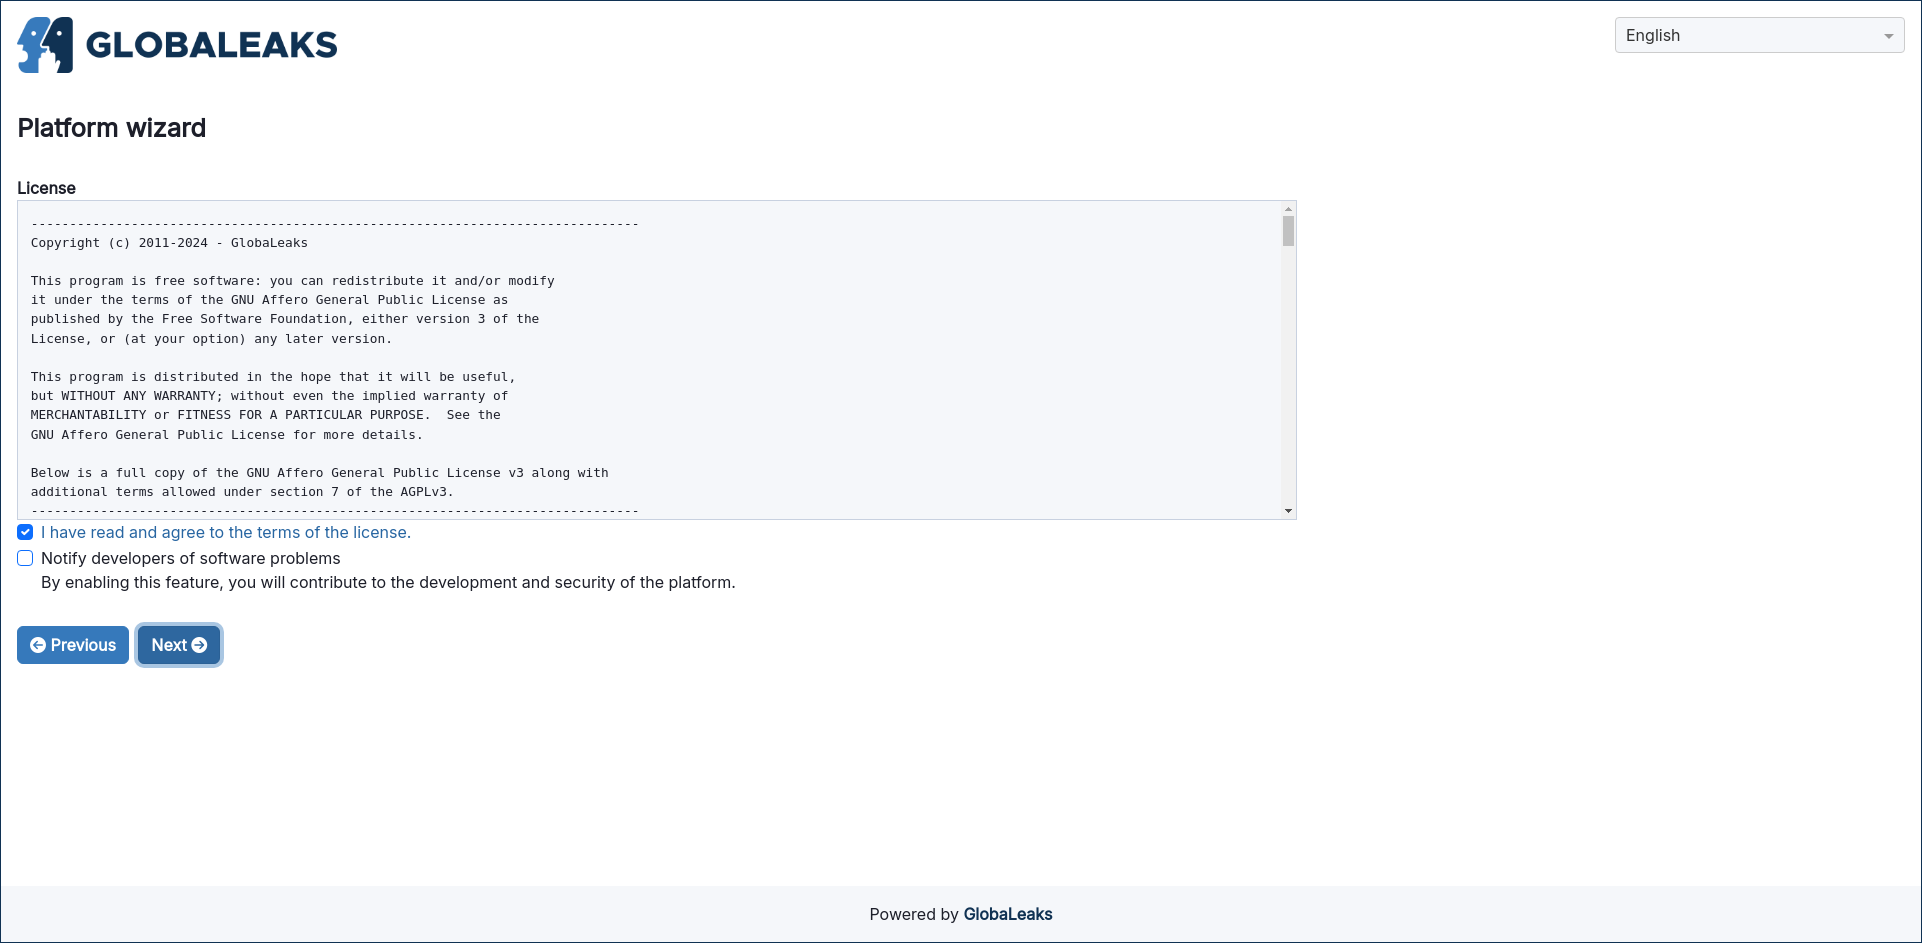 GLOBALEAKS
English
Platform wizard
License
-------------------------------------------------------------------------------
Copyright (c) 2011-2024 - GlobaLeaks
This program is free software: you can redistribute it and/or modify
it under the terms of the GNU Affero General Public License as
published by the Free Software Foundation, either version 3 of the
License, or (at your option) any later version.
This program is distributed in the hope that it will be useful,
but WITHOUT ANY WARRANTY; without even the implied warranty of
MERCHANTABILITY or FITNESS FOR A PARTICULAR PURPOSE.  See the
GNU Affero General Public License for more details.
Below is a full copy of the GNU Affero General Public License v3 along with
additional terms allowed under section 7 of the AGPLv3.
-------------------------------------------------------------------------------
I have read and agree to the terms of the license.
Notify developers of software problems
By enabling this feature, you will contribute to the development and security of the platform.
Previous
Next
Powered by GlobaLeaks